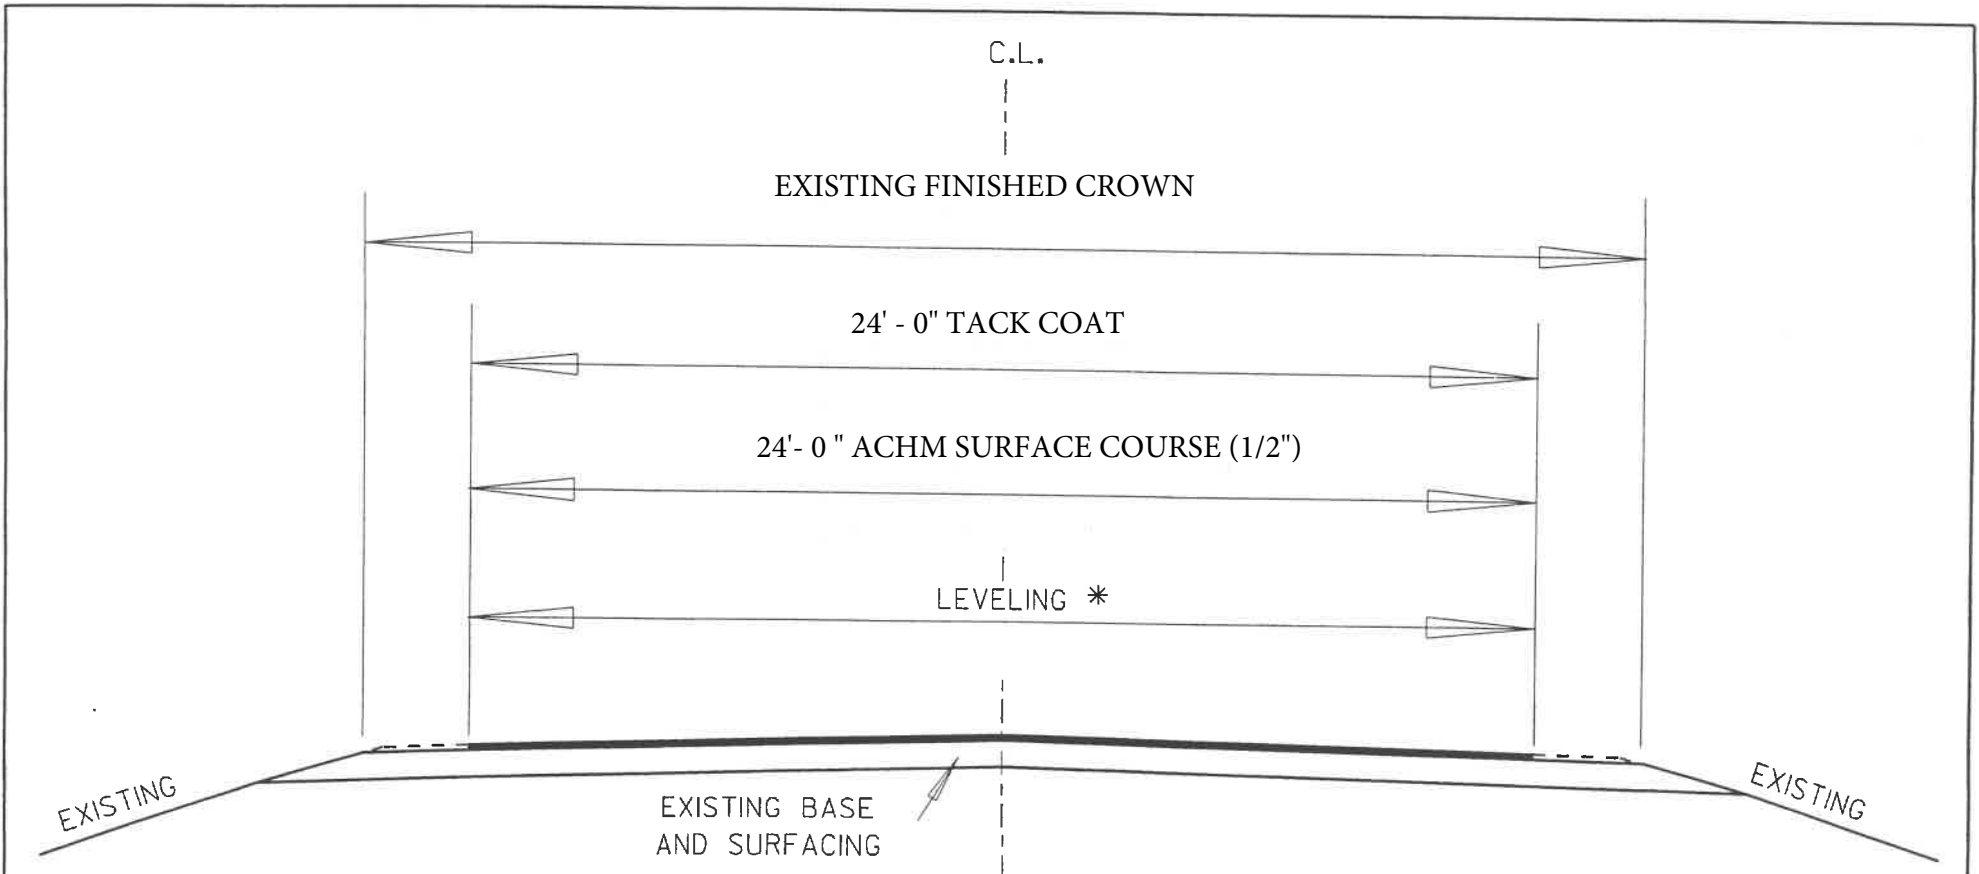 C.L.
EXISTING FINISHED CROWN
24' - 0" TACK COAT
24'- 0 " ACHM SURFACE COURSE (1/2")
LEVELING *
EXISTING
EXISTING BASE
AND SURFACING
EXISTING